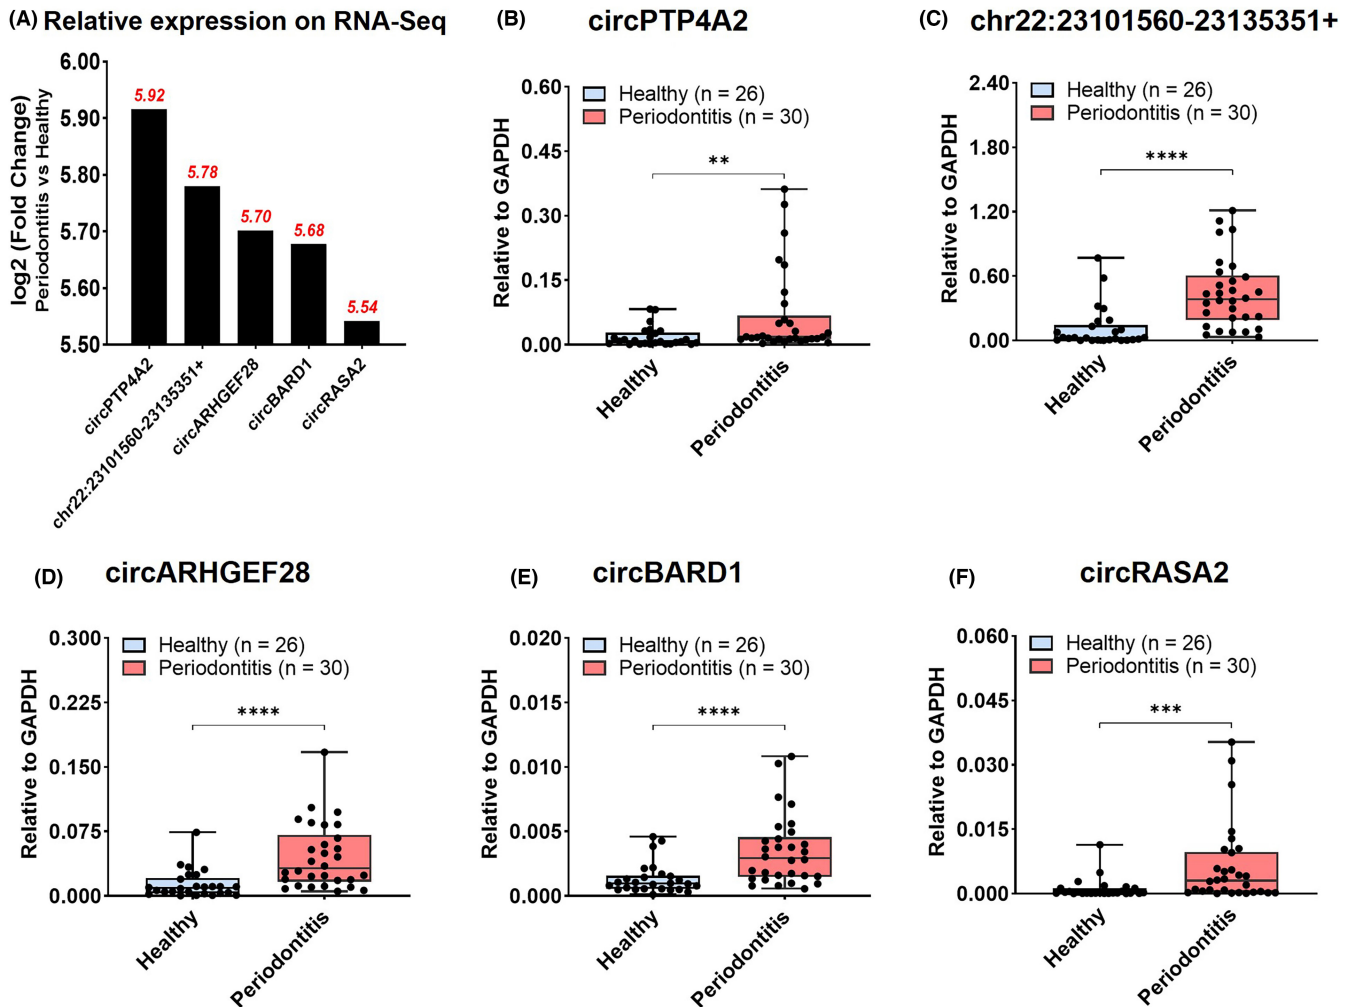 (A) Relative expression on RNA-Seq
log2 (Fold Change)
Periodontitis vs Healthy
6.00
5.90
5.80
5.70
5.60
5.50
5.92
5.78
5.70
5.68
5.54
circPTP4A2
chr22:23101560-23135351+
circARHGEF28
circBARD1
circRASA2
(B) circPTP4A2
Relative to GAPDH
0.60
0.45
0.30
0.15
0.00
Healthy (n = 26)
Periodontitis (n = 30)
**
Healthy
Periodontitis
(C) chr22:23101560-23135351+
Relative to GAPDH
2.40
1.80
1.20
0.60
0.00
Healthy (n = 26)
Periodontitis (n = 30)
****
Healthy
Periodontitis
(D) circARHGEF28
Relative to GAPDH
0.300
0.225
0.150
0.075
0.000
Healthy (n = 26)
Periodontitis (n = 30)
****
Healthy
Periodontitis
(E) circBARD1
Relative to GAPDH
0.020
0.015
0.010
0.005
0.000
Healthy (n = 26)
Periodontitis (n = 30)
****
Healthy
Periodontitis
(F) circRASA2
Relative to GAPDH
0.060
0.045
0.030
0.015
0.000
Healthy (n = 26)
Periodontitis (n = 30)
***
Healthy
Periodontitis